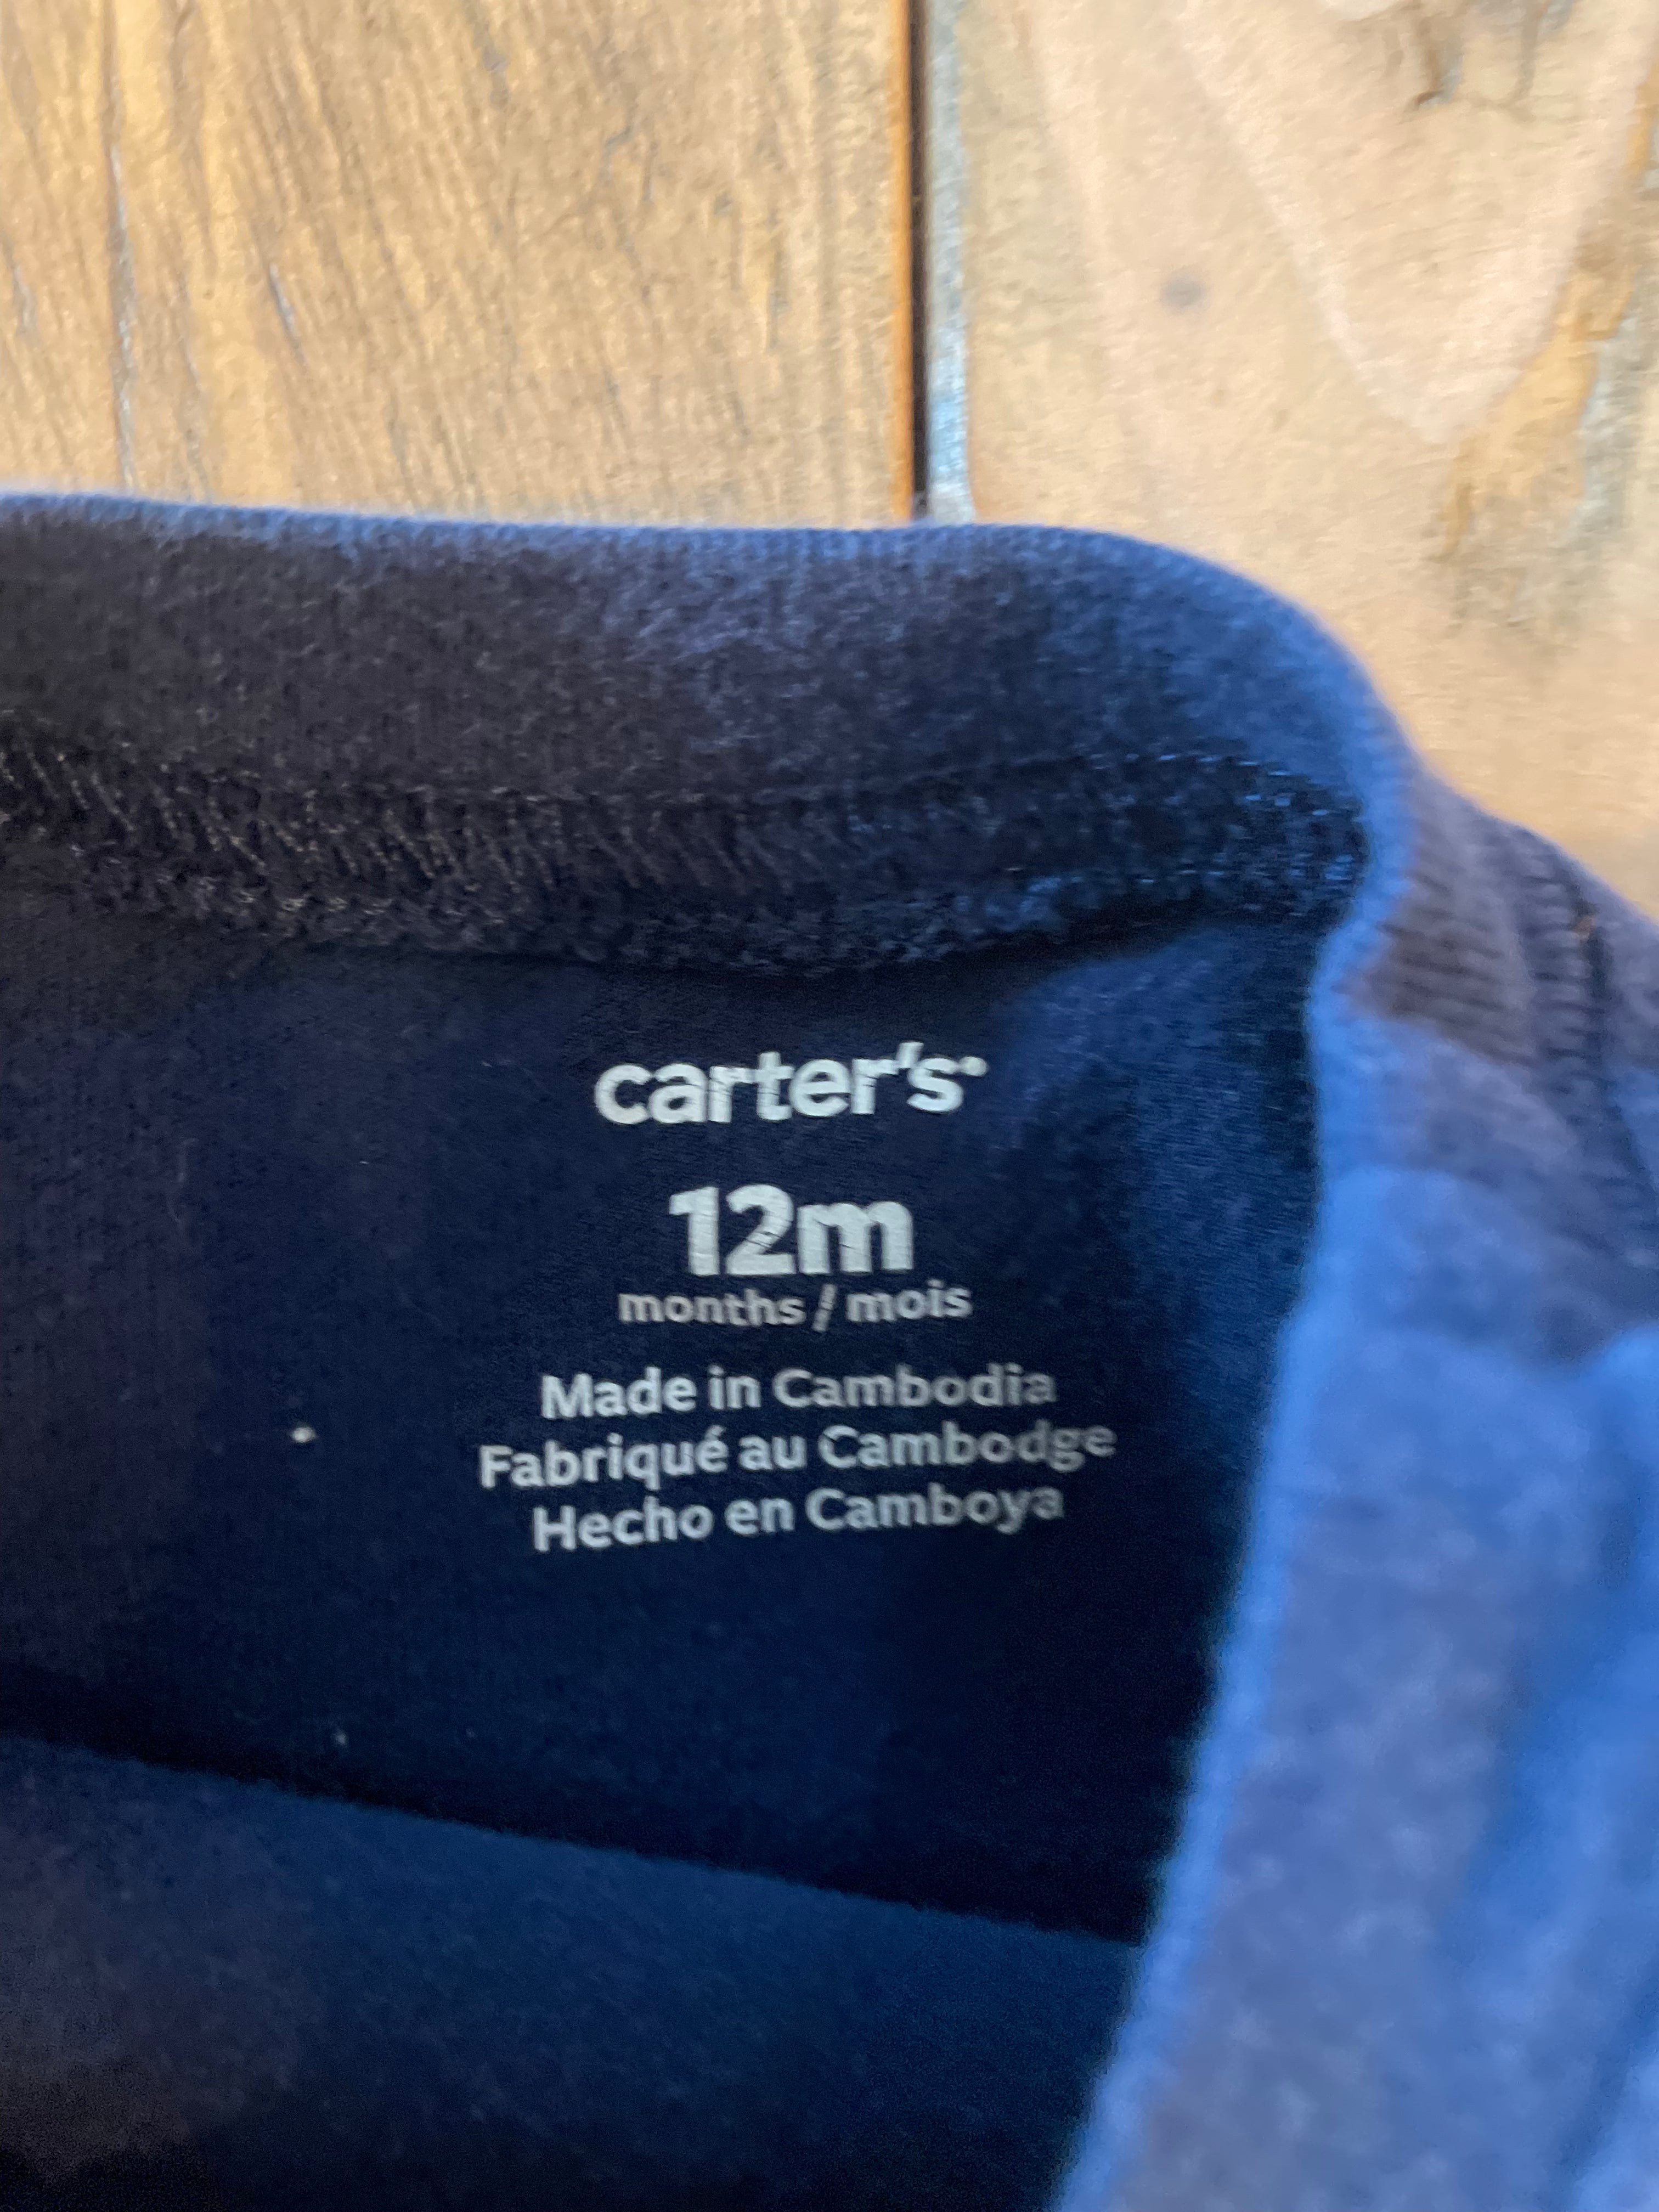 carter's
12m
months / mois
Made in Cambodia
Fabriqué au Cambodge
Hecho en Camboya